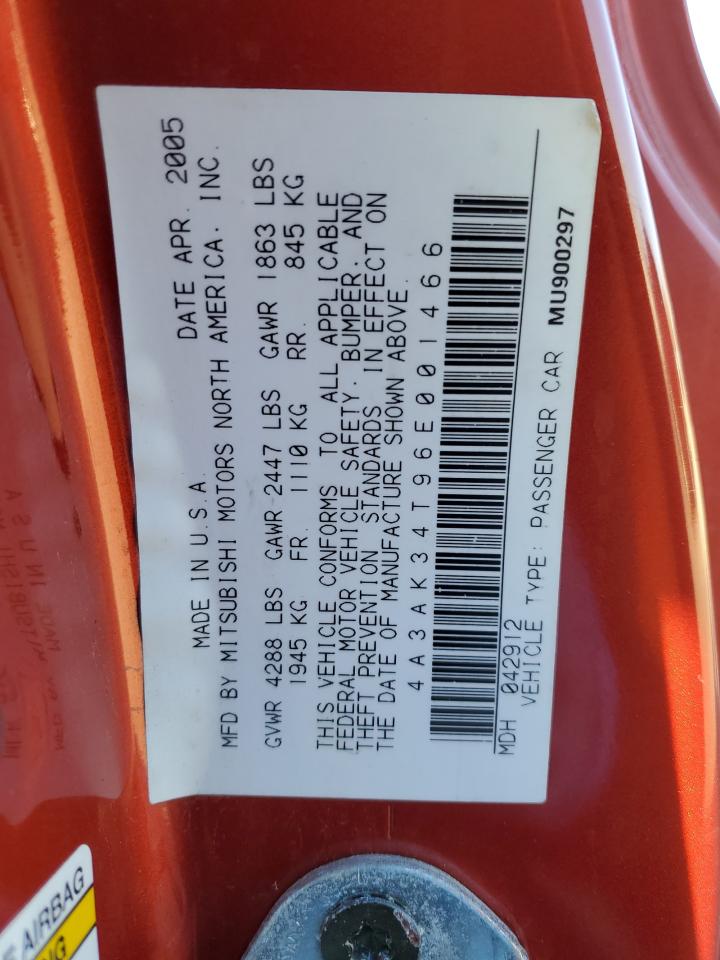 MADE IN U.S.A. DATE APR. 2005
MFD BY MITSUBISHI MOTORS NORTH AMERICA. INC.
GVWR 4288 LBS GAWR 2447 LBS GAWR 1863 LBS
1945 KG FR. 1110 KG RR. 845 KG
THIS VEHICLE CONFORMS TO ALL APPLICABLE
FEDERAL MOTOR VEHICLE SAFETY. BUMPER. AND
THEFT PREVENTION STANDARDS IN EFFECT ON
THE DATE OF MANUFACTURE SHOWN ABOVE.
4A3AK34T96E001466
MDH 042912
VEHICLE TYPE: PASSENGER CAR MU900297
AIRBAG